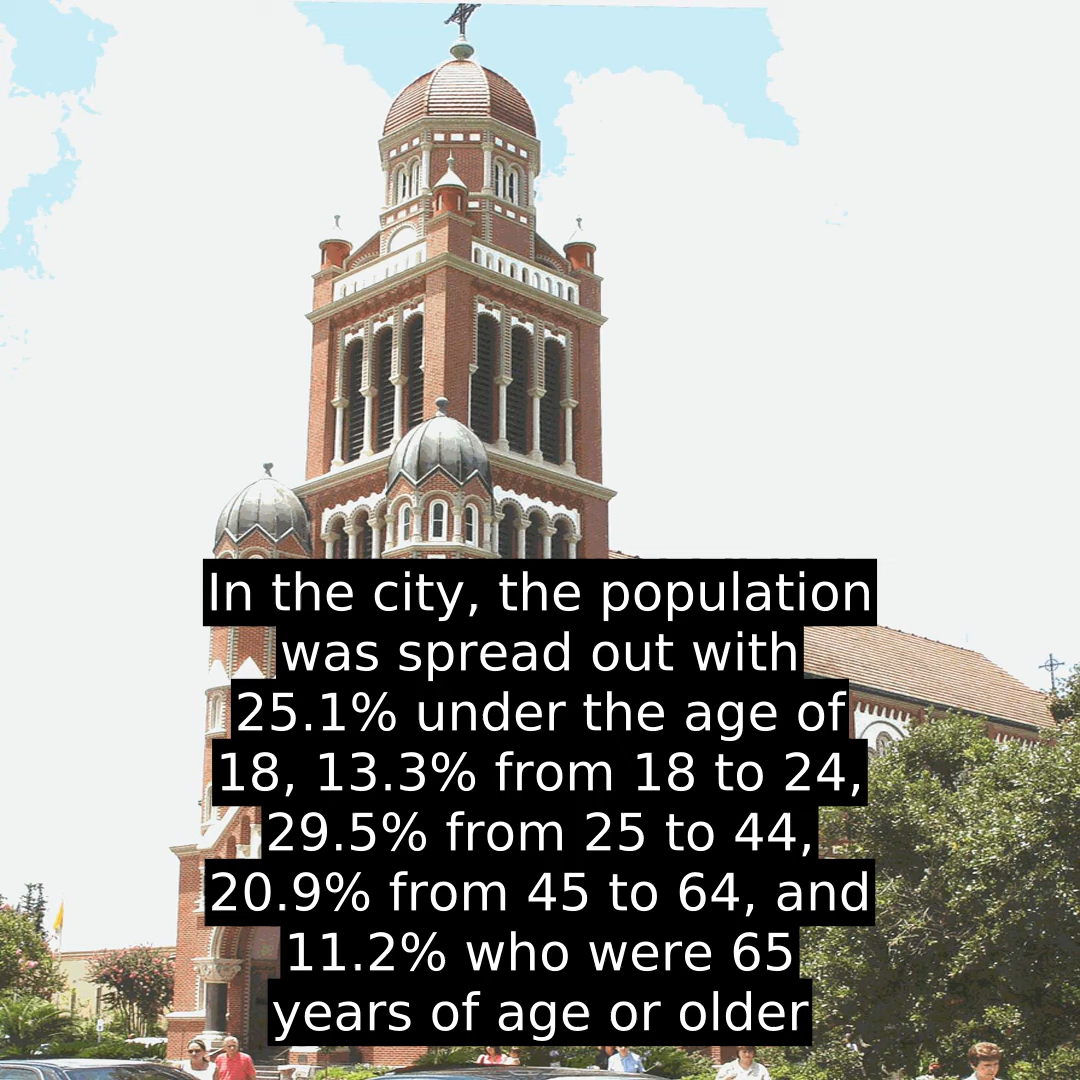 In the city, the population
was spread out with
25.1% under the age of
18, 13.3% from 18 to 24,
29.5% from 25 to 44,
20.9% from 45 to 64, and
11.2% who were 65
years of age or older